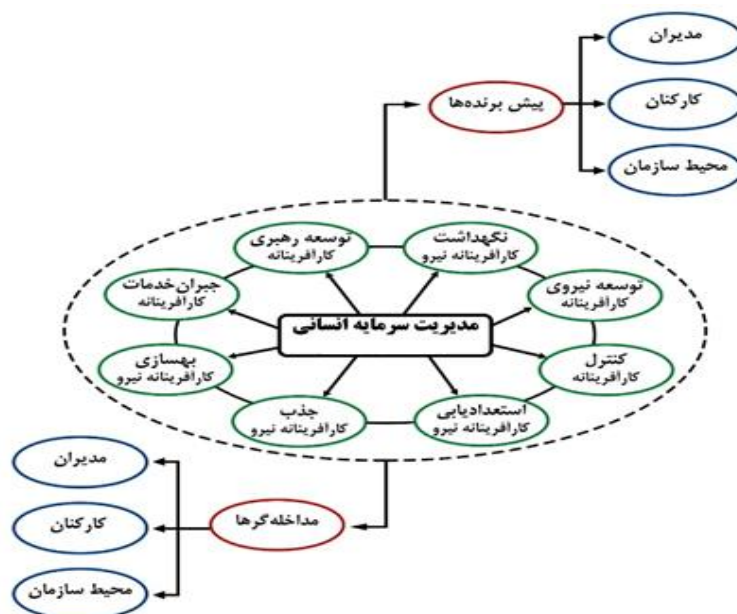 مدیران
پیش برنده‌ها
کارکنان
محیط سازمان
توسعه رهبری
کارآفرینانه
نگهداشت
کارآفرینانه نیرو
جبران‌خدمات
کارآفرینانه
توسعه نیروی
کارآفرینانه
مدیریت سرمایه انسانی
بهسازی
کارآفرینانه نیرو
کنترل
کارآفرینانه
جذب
کارآفرینانه نیرو
استعدادیابی
کارآفرینانه نیرو
مدیران
مداخله‌گرها
کارکنان
محیط سازمان